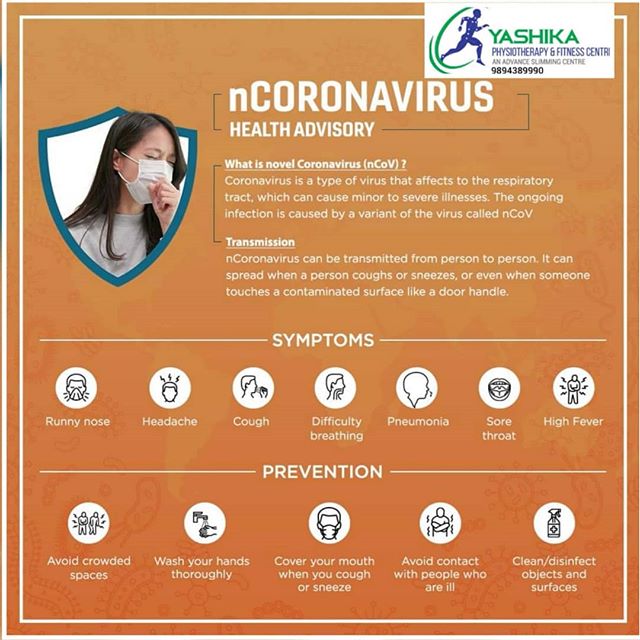 YASHIKA
PHYSIOTHERAPY & FITNESS CENTR
AN ADVANCE SLIMMING CENTRE
9894389990
nCORONAVIRUS
HEALTH ADVISORY
What is novel Coronavirus (nCoV) ?
Coronavirus is a type of virus that affects to the respiratory
tract, which can cause minor to severe illnesses. The ongoing
infection is caused by a variant of the virus called nCoV
Transmission
nCoronavirus can be transmitted from person to person. It can
spread when a person coughs or sneezes, or even when someone
touches a contaminated surface like a door handle.
SYMPTOMS
Runny nose
Headache
Cough
Difficulty
breathing
Pneumonia
Sore
throat
High Fever
PREVENTION
Avoid crowded
spaces
Wash your hands
thoroughly
Cover your mouth
when you cough
or sneeze
Avoid contact
with people who
are ill
Clean/disinfect
objects and
surfaces